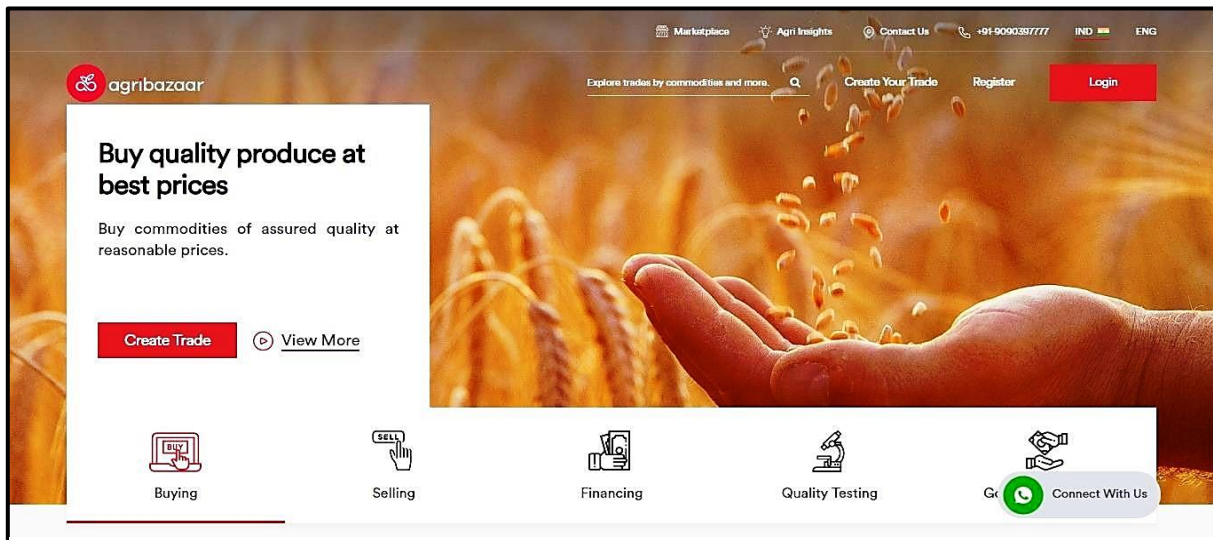 Marketplace Agri Insights Contact Us +91-9090397777 IND ENG
agribazaar Explore trades by commodities and more. Create Your Trade Register Login
Buy quality produce at
best prices
Buy commodities of assured quality at
reasonable prices.
Create Trade View More
BUY SELL
Buying Selling Financing Quality Testing
Connect With Us